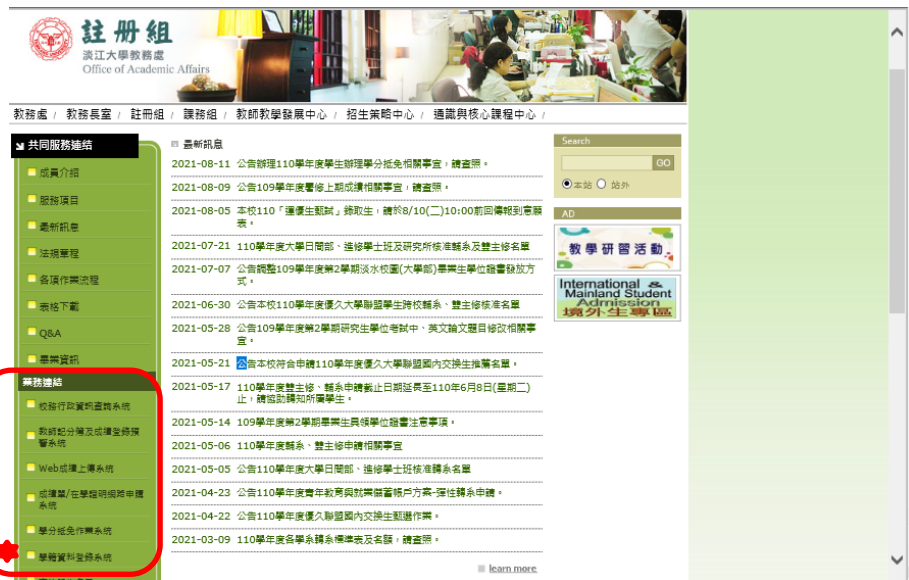 註冊組
淡江大學教務處
Office of Academic Affairs
教務處 / 教務長室 / 註冊組 / 課務組 / 教師教學發展中心 / 招生策略中心 / 通識與核心課程中心 /
共同服務連結
成員介紹
服務項目
最新訊息
法規章程
各項作業流程
表格下載
Q&A
畢業資訊
業務連結
校務行政資訊查詢系統
教師記分簿及成績登錄預
警系統
Web成績上傳系統
成績單/在學證明網路申請
系統
學分抵免作業系統
學籍資料登錄系統
最新訊息
2021-08-11 公告辦理110學年度學生辦理學分抵免相關事宜，請查照。
2021-08-09 公告109學年度暑修上期成績相關事宜，請查照。
2021-08-05 本校110「運優生甄試」錄取生，請於8/10(二)10:00前回傳報到意願
表。
2021-07-21 110學年度大學日間部、進修學士班及研究所核准輔系及雙主修名單
2021-07-07 公告調整109學年度第2學期淡水校園(大學部)畢業生學位證書發放方
式。
2021-06-30 公告本校110學年度優久大學聯盟學生跨校輔系、雙主修核准名單
2021-05-28 公告109學年度第2學期研究生學位考試中、英文論文題目修改相關事
宜。
2021-05-21 公告本校符合申請110學年度優久大學聯盟國內交換生推薦名單。
2021-05-17 110學年度雙主修、輔系申請截止日期延長至110年6月8日(星期二)
止，請協助轉知所屬學生。
2021-05-14 109學年度第2學期畢業生員領學位證書注意事項。
2021-05-06 110學年度輔系、雙主修申請相關事宜
2021-05-05 公告110學年度大學日間部、進修學士班核准轉系名單
2021-04-23 公告110學年度青年教育與就業儲蓄帳戶方案-彈性轉系申請。
2021-04-22 公告110學年度優久聯盟國內交換生甄選作業。
2021-03-09 110學年度各學系轉系標準表及名額，請查照。
learn more
Search
GO
本站 站外
AD
教學研習活動
International &
Mainland Student
Admission
境外生專區